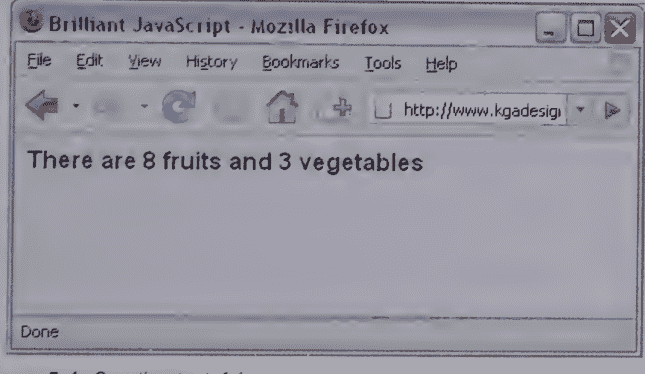 Brilliant JavaScript - Mozilla Firefox
File Edit View History Bookmarks Tools Help
http://www.kgadesig
There are 8 fruits and 3 vegetables
Done